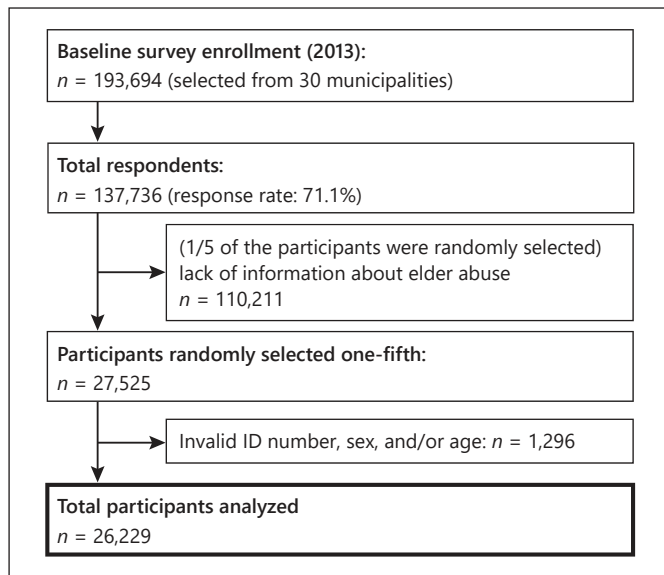 Baseline survey enrollment (2013):
n = 193,694 (selected from 30 municipalities)
Total respondents:
n = 137,736 (response rate: 71.1%)
(1/5 of the participants were randomly selected)
lack of information about elder abuse
n = 110,211
Participants randomly selected one-fifth:
n = 27,525
Invalid ID number, sex, and/or age: n = 1,296
Total participants analyzed
n = 26,229